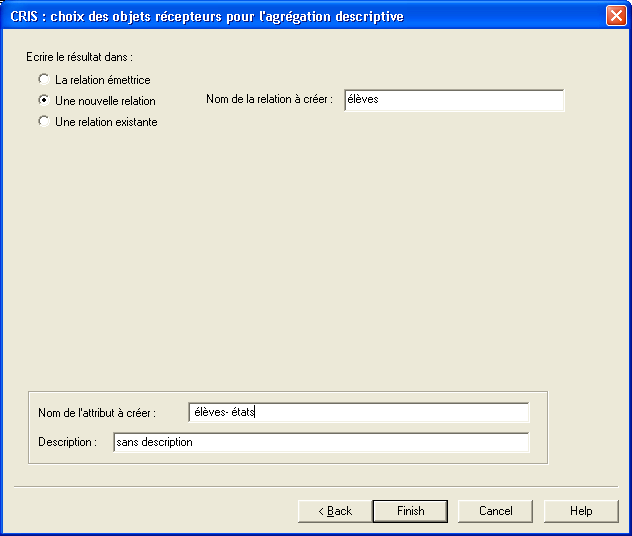 CRIS : choix des objets récepteurs pour l'agrégation descriptive
Ecrire le résultat dans :
La relation émettrice
Une nouvelle relation
Nom de la relation à créer :
élèves
Une relation existante
Nom de l'attribut à créer :
élèves- états
Description :
sans description
< Back
Finish
Cancel
Help